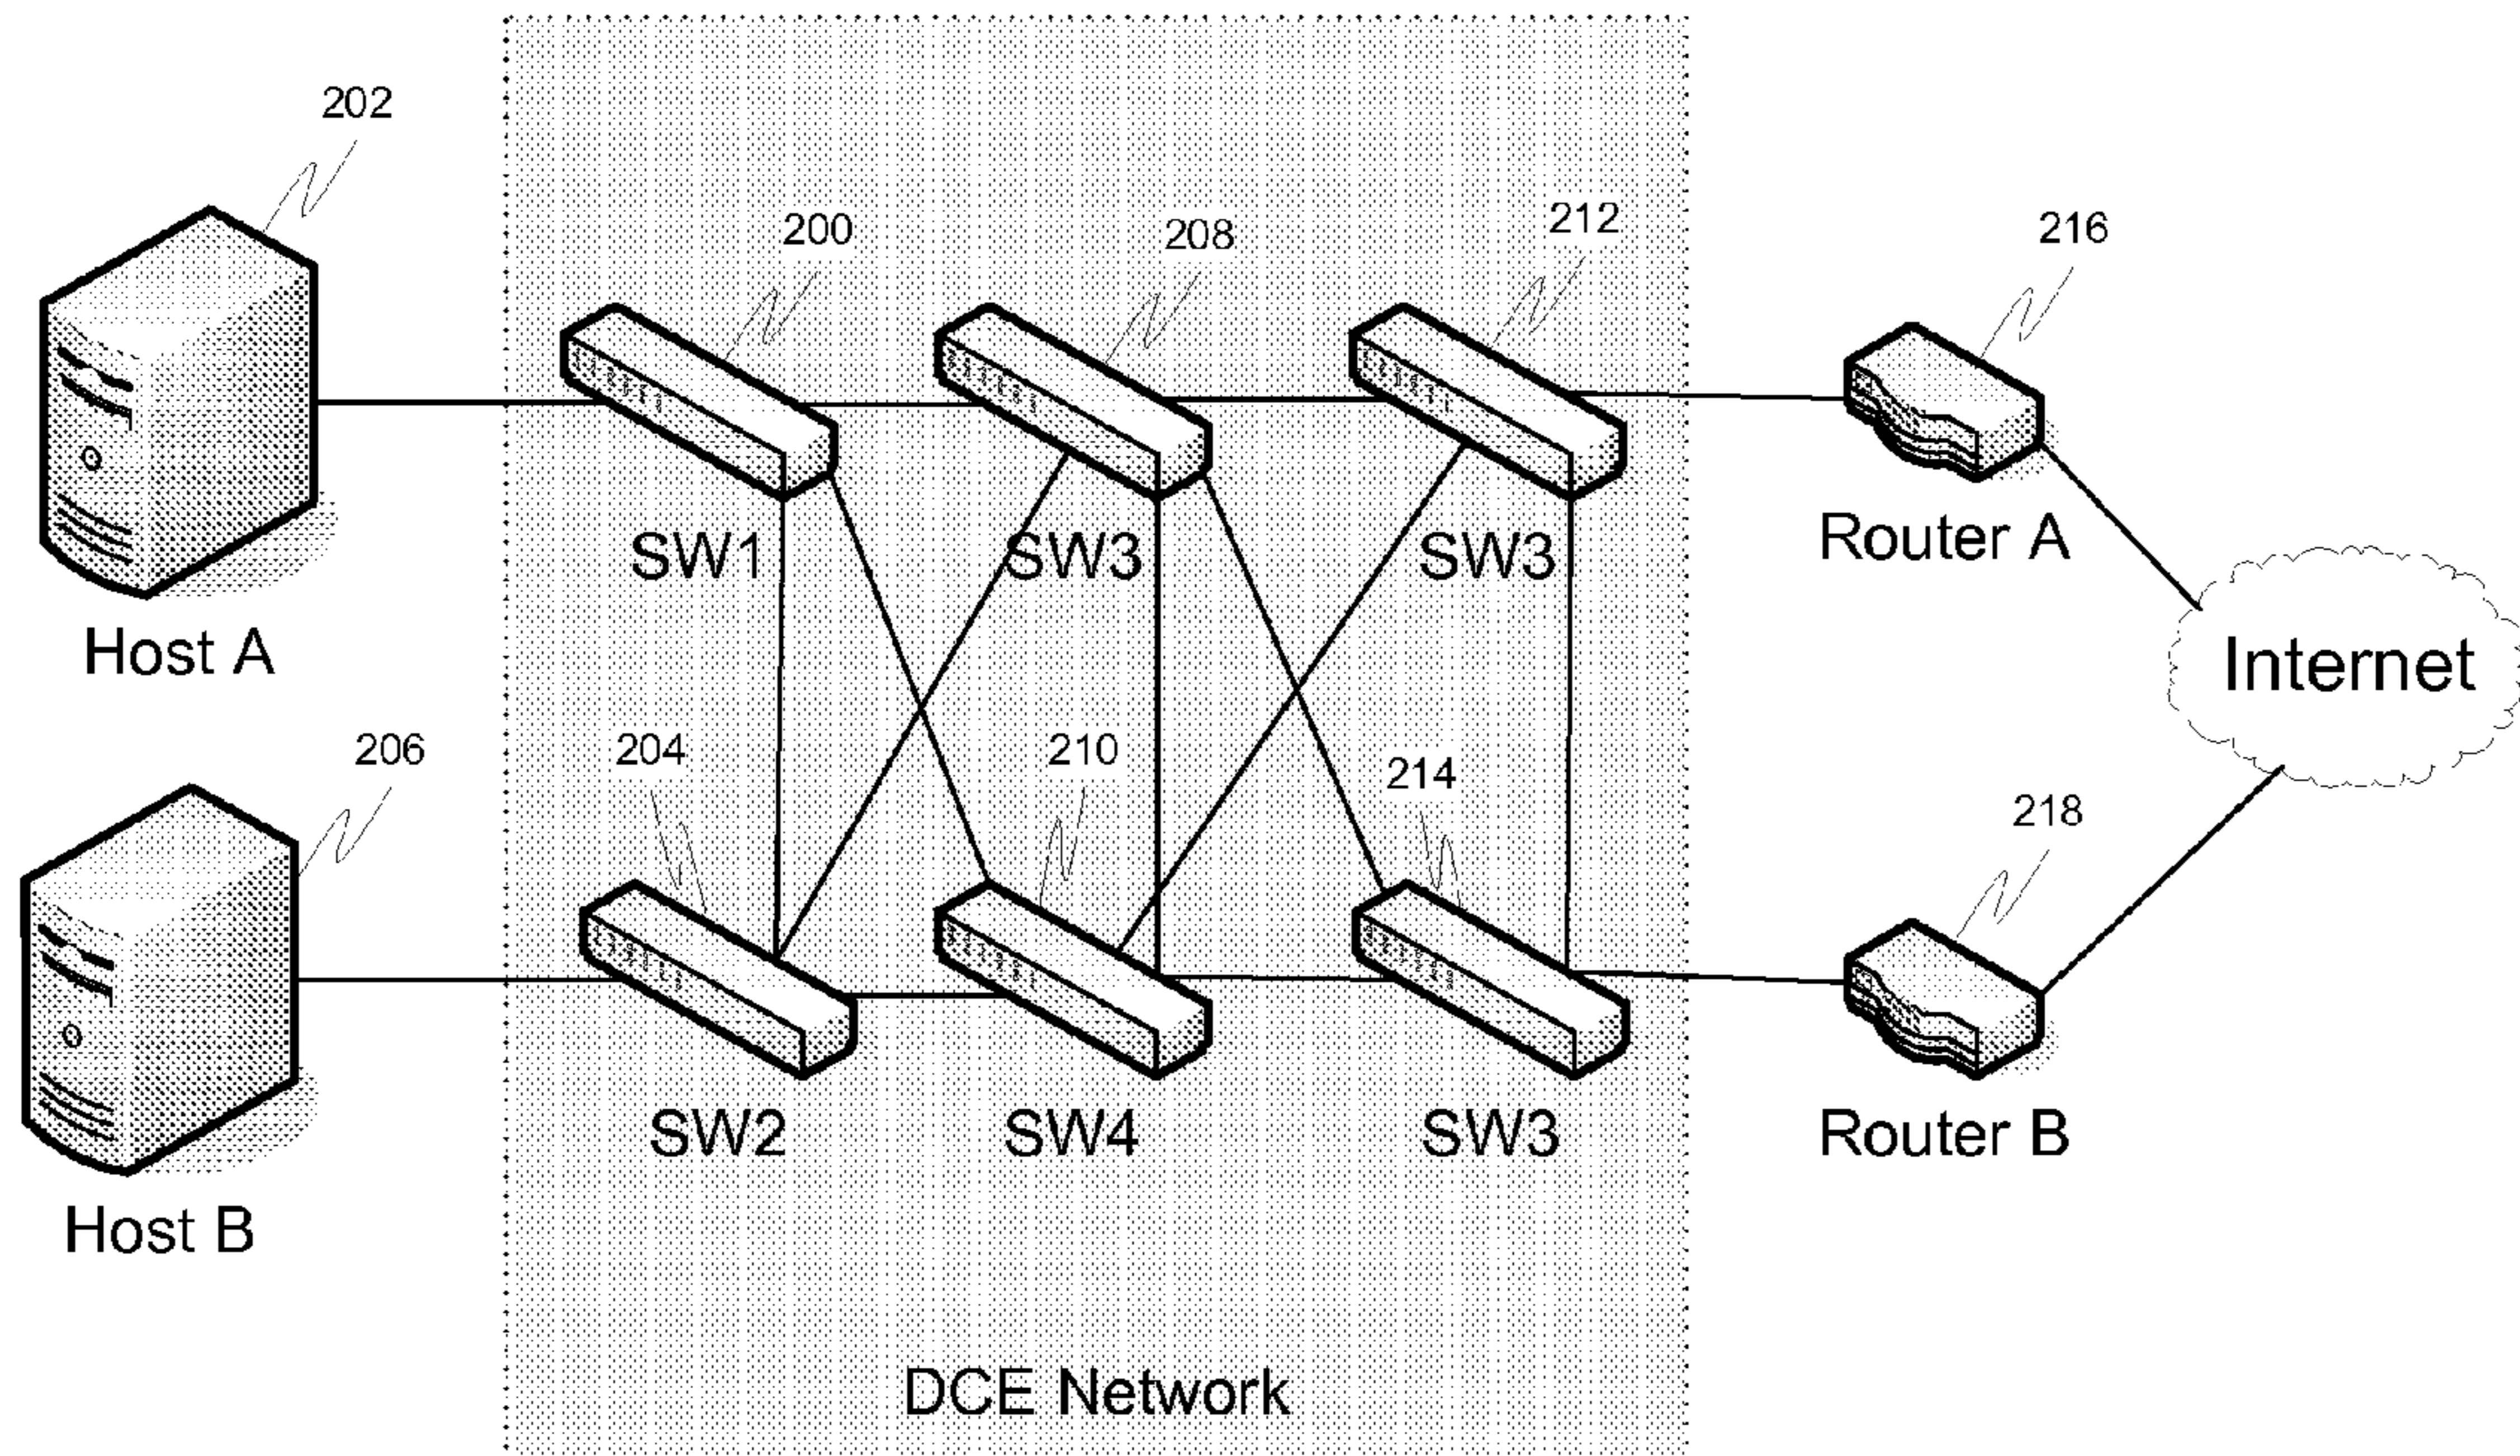 202
200
208
212
216
SW1
SW3
SW3
Router A
Host A
Internet
206
204
210
214
218
SW2
SW4
SW3
Router B
Host B
DCE Network